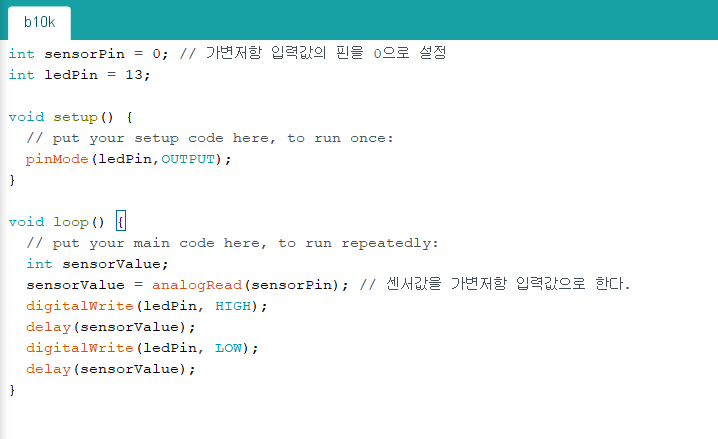 b10k
int sensorPin = 0; // 가변저항 입력값의 핀을 0으로 설정
int ledPin = 13;
void setup() {
  // put your setup code here, to run once:
  pinMode(ledPin,OUTPUT);
}
void loop() {
  // put your main code here, to run repeatedly:
  int sensorValue;
  sensorValue = analogRead(sensorPin); // 센서값을 가변저항 입력값으로 한다.
  digitalWrite(ledPin, HIGH);
  delay(sensorValue);
  digitalWrite(ledPin, LOW);
  delay(sensorValue);
}